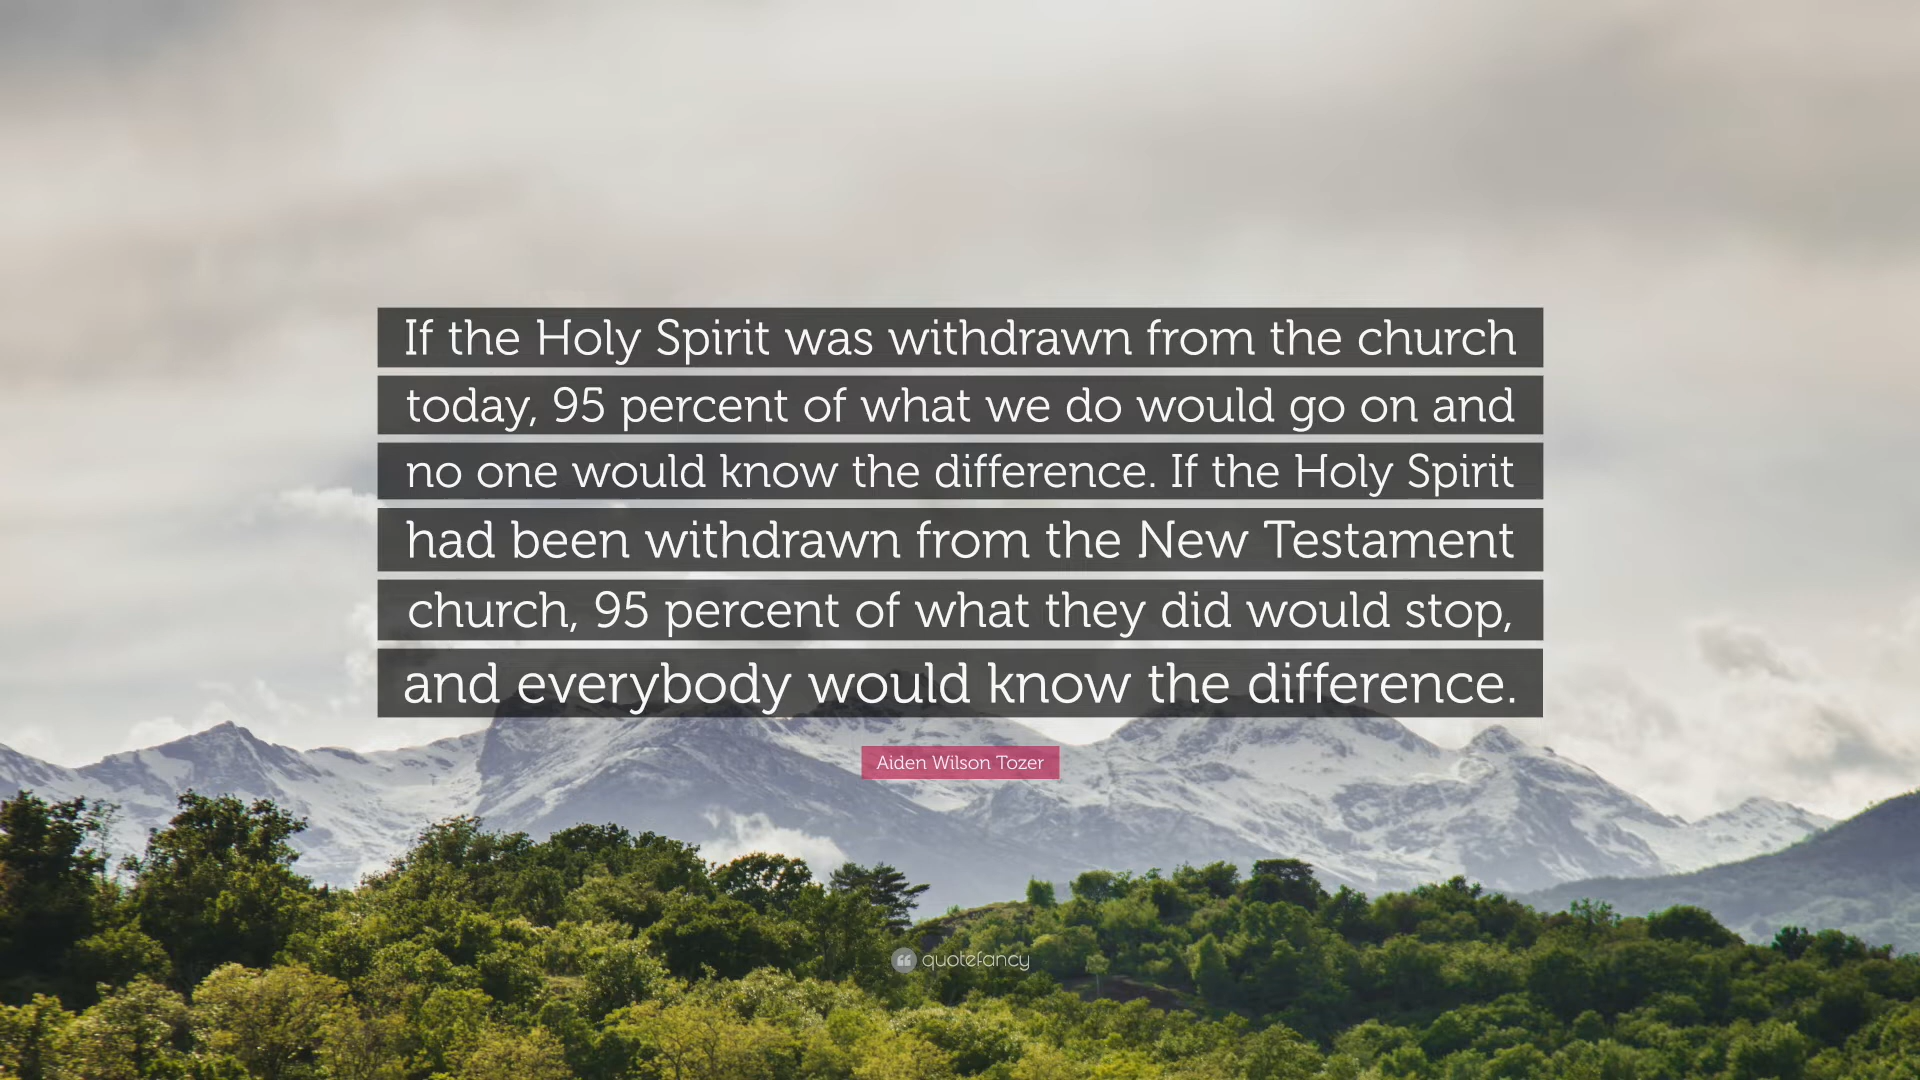 If the Holy Spirit was withdrawn from the church
today, 95 percent of what we do would go on and
no one would know the difference. If the Holy Spirit
had been withdrawn from the New Testament
church, 95 percent of what they did would stop,
and everybody would know the difference.
Aiden Wilson Tozer
quotefancy